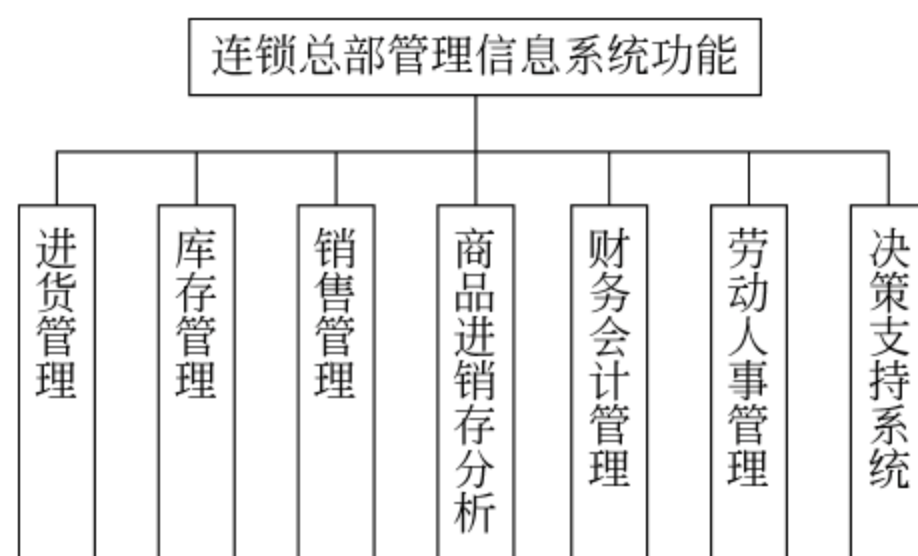 连锁总部管理信息系统功能
进货管理
库存管理
销售管理
商品进销存分析
财务会计管理
劳动人事管理
决策支持系统